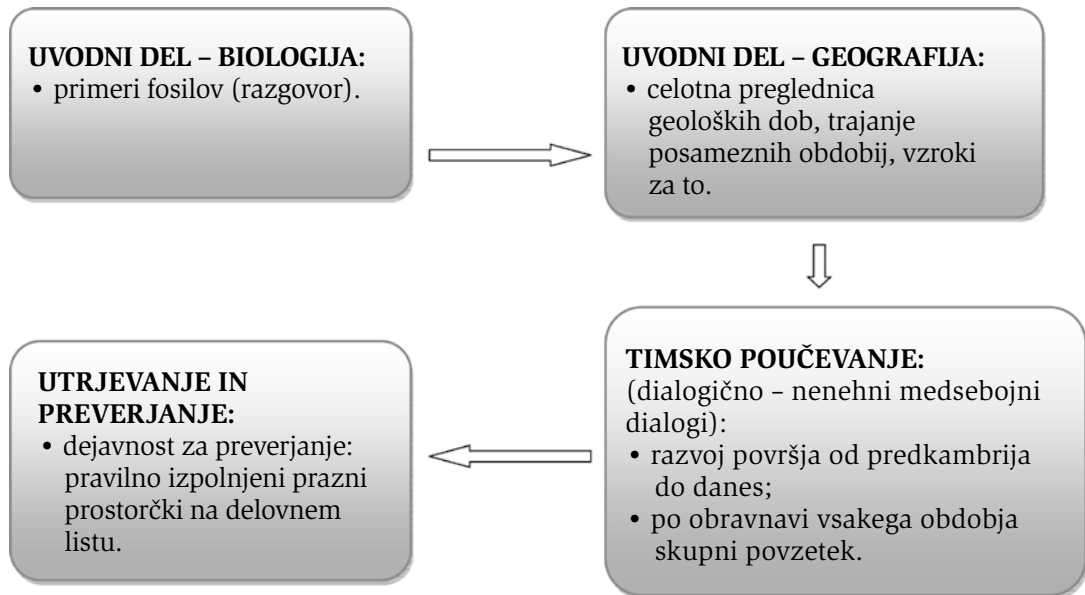 UVODNI DEL – BIOLOGIJA:
• primeri fosilov (razgovor).
UVODNI DEL – GEOGRAFIJA:
• celotna preglednica
geoloških dob, trajanje
posameznih obdobij, vzroki
za to.
TIMSKO POUČEVANJE:
(dialogično – nenehni medsebojni
dialogi):
• razvoj površja od predkambrija
do danes;
• po obravnavi vsakega obdobja
skupni povzetek.
UTRJEVANJE IN
PREVERJANJE:
• dejavnost za preverjanje:
pravilno izpolnjeni prazni
prostorčki na delovnem
listu.